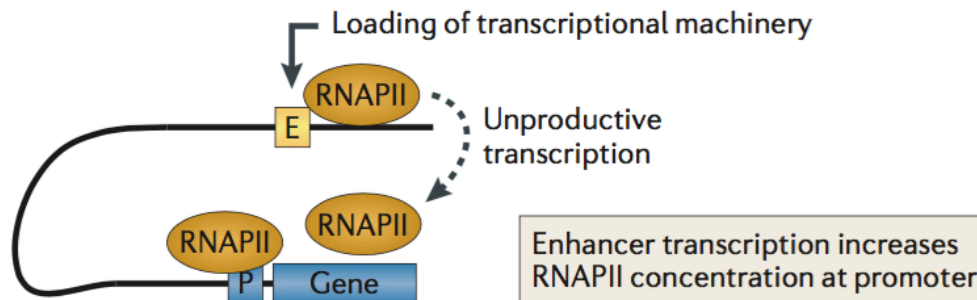 Loading of transcriptional machinery
RNAPII
E
Unproductive
transcription
RNAPII
RNAPII
P
Gene
Enhancer transcription increases
RNAPII concentration at promoter